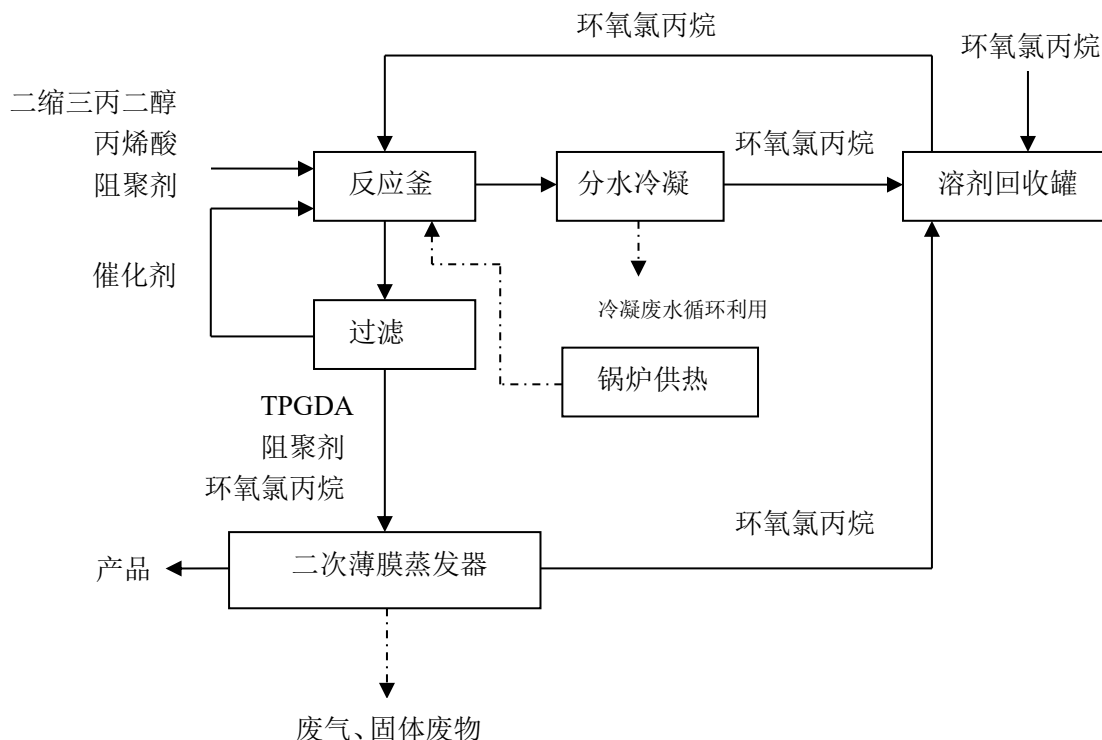 环氧氯丙烷
环氧氯丙烷
二缩三丙二醇
丙烯酸
阻聚剂
环氧氯丙烷
反应釜
分水冷凝
溶剂回收罐
催化剂
冷凝废水循环利用
过滤
锅炉供热
TPGDA
阻聚剂
环氧氯丙烷
环氧氯丙烷
二次薄膜蒸发器
产品
废气、固体废物